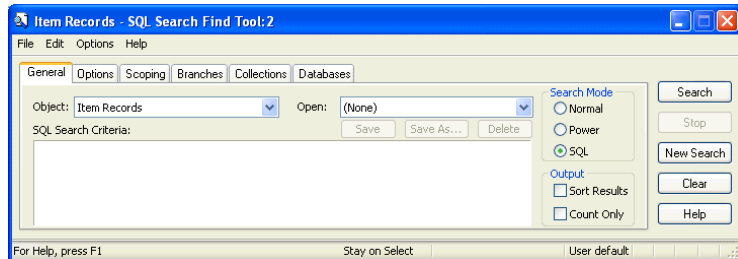 Item Records - SQL Search Find Tool:2
File Edit Options Help
General Options Scoping Branches Collections Databases
Object: Item Records Open: (None)
SQL Search Criteria:
Save Save As... Delete
Search Mode
Normal
Power
SQL
Output
Sort Results
Count Only
Search
Stop
New Search
Clear
Help
For Help, press F1 Stay on Select User default